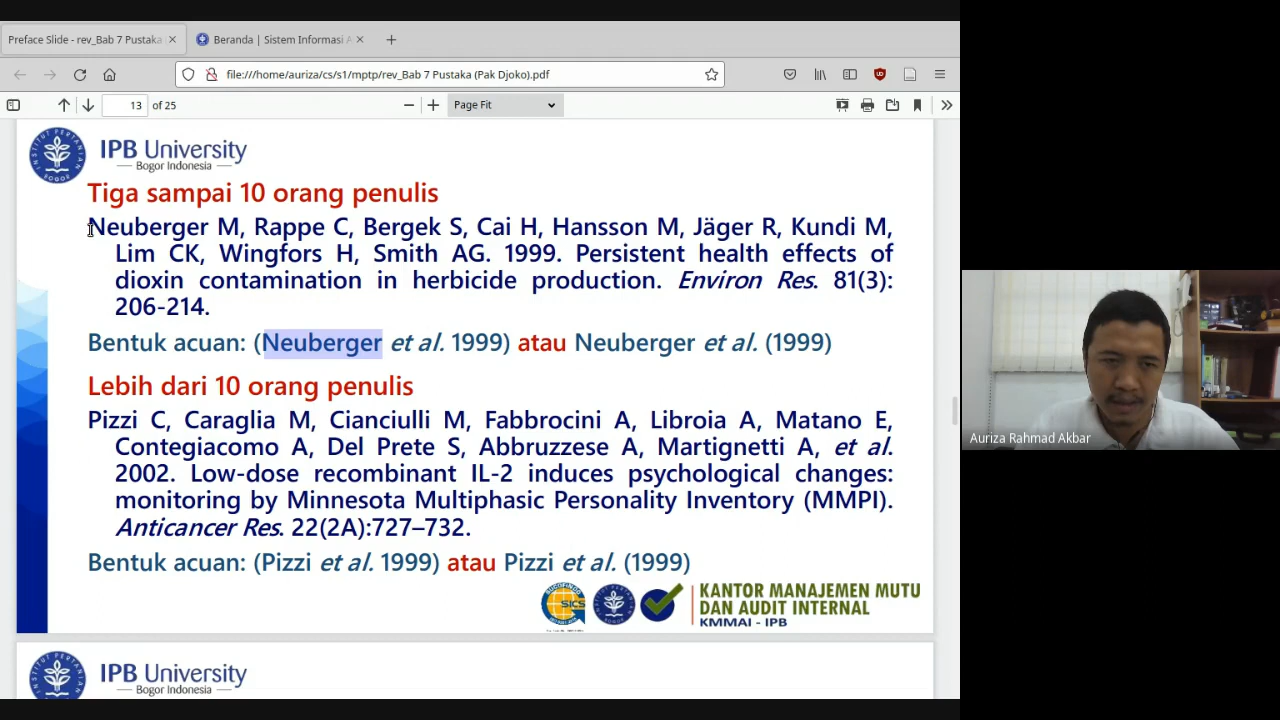 Preface Slide - rev_Bab 7 Pustaka
Beranda | Sistem Informasi A
file:///home/auriza/cs/s1/mptp/rev_Bab 7 Pustaka (Pak Djoko).pdf
13 of 25
Page Fit
IPB University
Bogor Indonesia
Tiga sampai 10 orang penulis
Neuberger M, Rappe C, Bergek S, Cai H, Hansson M, Jäger R, Kundi M,
Lim CK, Wingfors H, Smith AG. 1999. Persistent health effects of
dioxin contamination in herbicide production. Environ Res. 81(3):
206-214.
Bentuk acuan: (Neuberger et al. 1999) atau Neuberger et al. (1999)
Lebih dari 10 orang penulis
Pizzi C, Caraglia M, Cianciulli M, Fabbrocini A, Libroia A, Matano E,
Contegiacomo A, Del Prete S, Abbruzzese A, Martignetti A, et al.
2002. Low-dose recombinant IL-2 induces psychological changes:
monitoring by Minnesota Multiphasic Personality Inventory (MMPI).
Anticancer Res. 22(2A):727–732.
Bentuk acuan: (Pizzi et al. 1999) atau Pizzi et al. (1999)
SICS
KANTOR MANAJEMEN MUTU
DAN AUDIT INTERNAL
KMMAI - IPB
IPB University
Bogor Indonesia
Auriza Rahmad Akbar